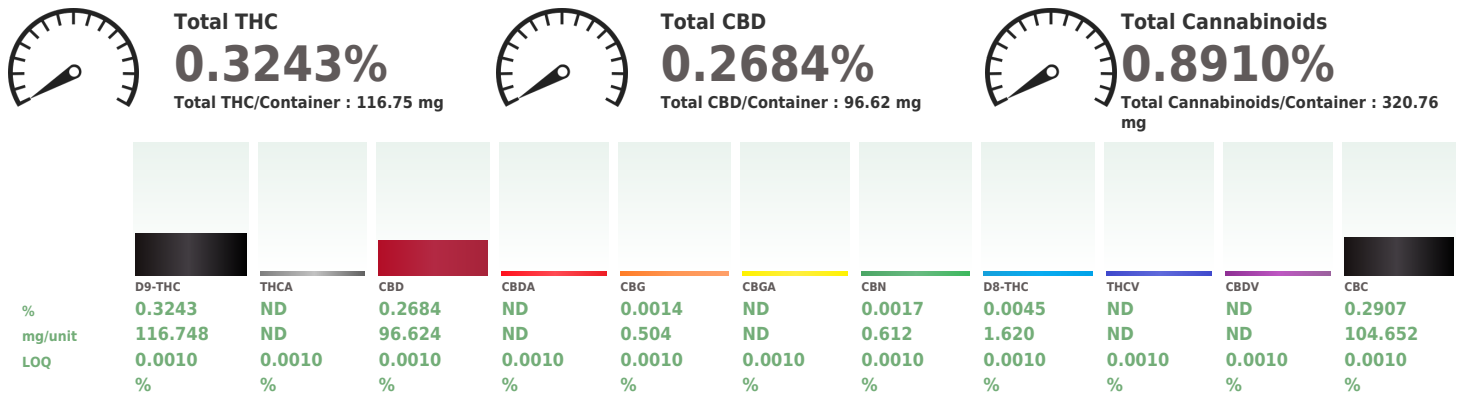 Total THC
0.3243%
Total THC/Container : 116.75 mg
Total CBD
0.2684%
Total CBD/Container : 96.62 mg
Total Cannabinoids
0.8910%
Total Cannabinoids/Container : 320.76
mg
D9-THC THCA CBD CBDA CBG CBGA CBN D8-THC THCV CBDV CBC
% 0.3243 ND 0.2684 ND 0.0014 ND 0.0017 0.0045 ND ND 0.2907
mg/unit 116.748 ND 96.624 ND 0.504 ND 0.612 1.620 ND ND 104.652
LOQ 0.0010 0.0010 0.0010 0.0010 0.0010 0.0010 0.0010 0.0010 0.0010 0.0010 0.0010
% % % % % % % % % % %